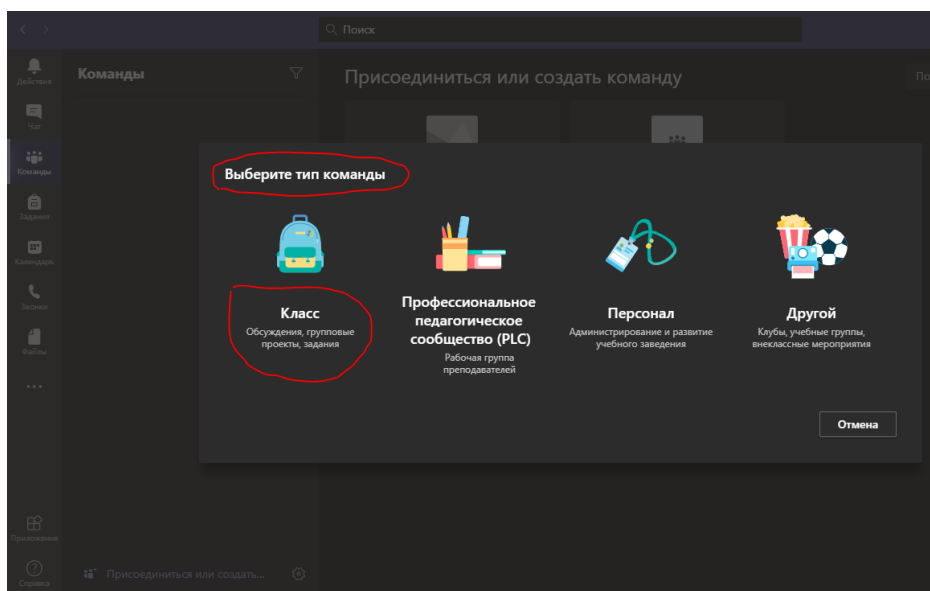 Поиск
Действия
Чат
Команды
Задания
Календарь
Звонки
Файлы
Приложения
Справка
Команды
Присоединиться или создать...
Присоединиться или создать команду
По
Выберите тип команды
Класс
Обсуждения, групповые
проекты, задания
Профессиональное
педагогическое
сообщество (PLC)
Рабочая группа
преподавателей
Персонал
Администрирование и развитие
учебного заведения
Другой
Клубы, учебные группы,
внеклассные мероприятия
Отмена